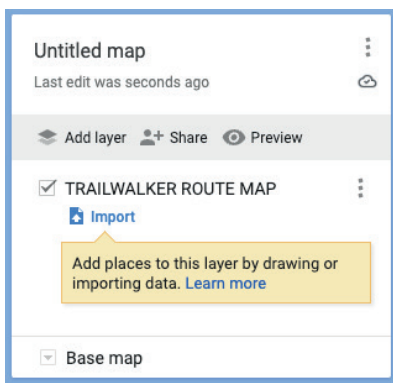 Untitled map
Last edit was seconds ago
Add layer Share Preview
TRAILWALKER ROUTE MAP
Import
Add places to this layer by drawing or
importing data. Learn more
Base map